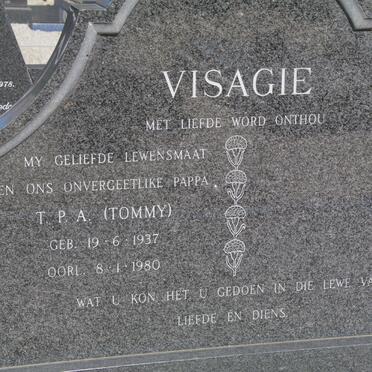 1978.
VISAGIE
MET LIEFDE WORD ONTHOU
MY GELIEFDE LEWENSMAAT
EN ONS ONVERGEETLIKE PAPPA,
T. P. A. (TOMMY)
GEB. 19-6-1937
OORL. 8-1-1980
WAT U KON HET U GEDOEN IN DIE LEWE
LIEFDE EN DIENS.